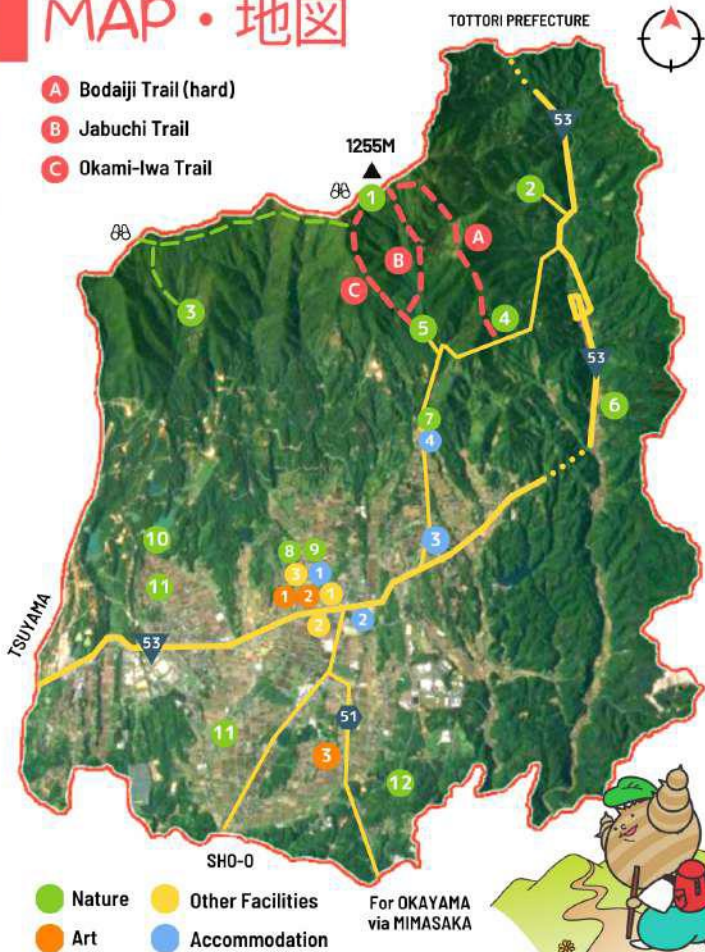 MAP・地図
TOTTORI PREFECTURE
A Bodaiji Trail (hard)
B Jabuchi Trail
C Okami-Iwa Trail
1255M
53
1
2
A
B
C
3
4
5
53
6
7
4
3
10
8 9
3 1
11
1 2 1
2 2
TSUYAMA
53
51
11
3
12
SHO-O
For OKAYAMA
via MIMASAKA
Nature
Other Facilities
Art
Accommodation